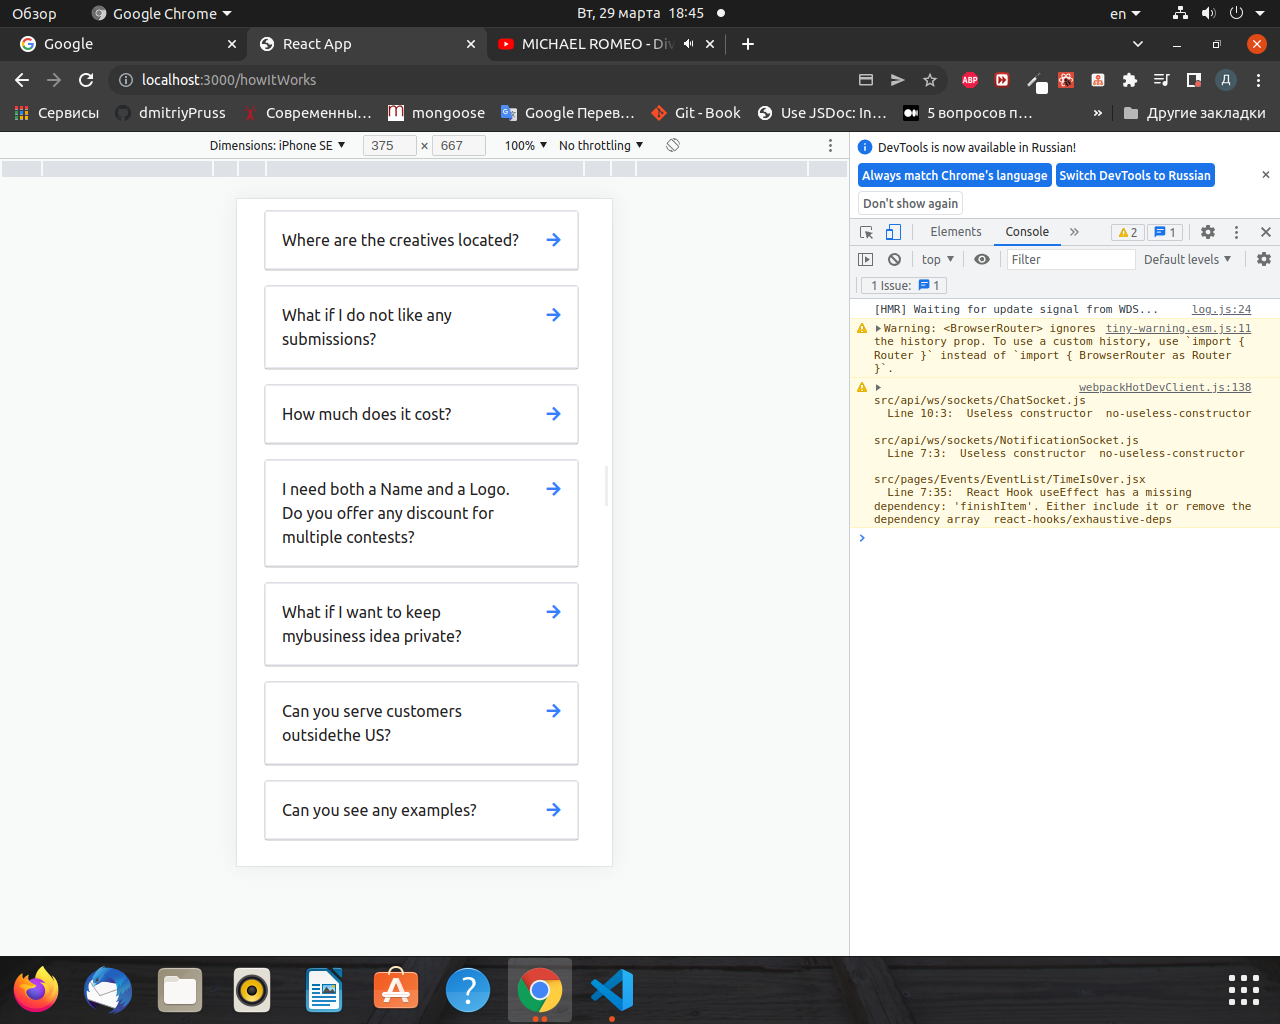 Обзор
Google Chrome
Вт, 29 марта 18:45
en
Google
React App
MICHAEL ROMEO - Div
localhost:3000/howItWorks
ABP
Д
Сервисы
dmitriyPruss
Современны...
mongoose
Google Перев...
Git - Book
Use JSDoc: In...
5 вопросов п...
»
Другие закладки
Dimensions: iPhone SE
375 × 667
100%
No throttling
Where are the creatives located?
What if I do not like any
submissions?
How much does it cost?
I need both a Name and a Logo.
Do you offer any discount for
multiple contests?
What if I want to keep
mybusiness idea private?
Can you serve customers
outsidethe US?
Can you see any examples?
DevTools is now available in Russian!
Always match Chrome's language
Switch DevTools to Russian
Don't show again
Elements
Console
»
2
1
top
Filter
Default levels
1 Issue: 1
[HMR] Waiting for update signal from WDS... log.js:24
Warning: <BrowserRouter> ignores tiny-warning.esm.js:11
the history prop. To use a custom history, use `import {
Router }` instead of `import { BrowserRouter as Router
}`.
webpackHotDevClient.js:138
src/api/ws/sockets/ChatSocket.js
Line 10:3: Useless constructor no-useless-constructor
src/api/ws/sockets/NotificationSocket.js
Line 7:3: Useless constructor no-useless-constructor
src/pages/Events/EventList/TimeIsOver.jsx
Line 7:35: React Hook useEffect has a missing
dependency: 'finishItem'. Either include it or remove the
dependency array react-hooks/exhaustive-deps